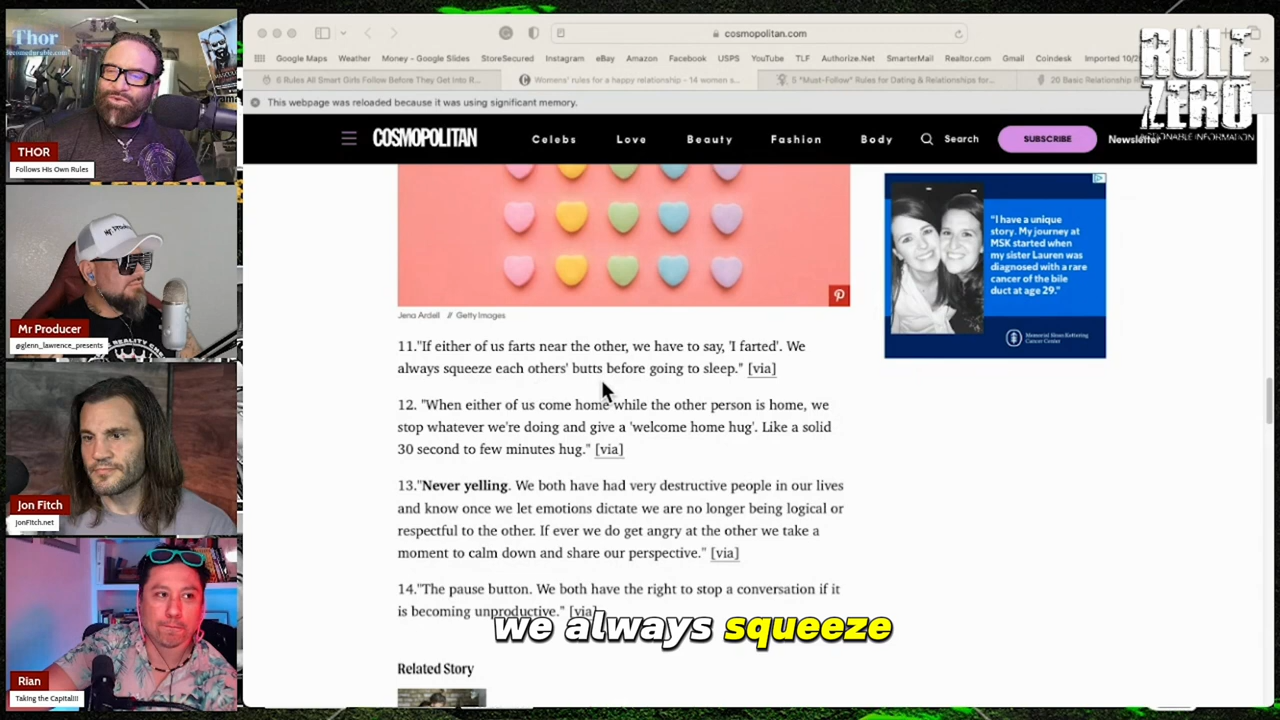 Thor
becomedurable.com
THOR
Follows His Own Rules
Mr Producer
@glenn_lawrence_presents
Jon Fitch
JonFitch.net
Rian
Taking the Capital!!!
RULE
ZERO
ACTIONABLE INFORMATION
cosmopolitan.com
Google Maps Weather Money - Google Slides StoreSecured Instagram eBay Amazon Facebook USPS YouTube TLF Authorize.Net SmarterMail Realtor.com Gmail Coindesk Imported 10/2
6 Rules All Smart Girls Follow Before They Get Into R... Womens' rules for a happy relationship - 14 women s... 5 "Must-Follow" Rules for Dating & Relationships for... 20 Basic Relationship R
This webpage was reloaded because it was using significant memory.
COSMOPOLITAN Celebs Love Beauty Fashion Body Search SUBSCRIBE Newsletter
"I have a unique
story. My journey at
MSK started when
my sister Lauren was
diagnosed with a rare
cancer of the bile
duct at age 29."
Memorial Sloan Kettering
Cancer Center
Jena Ardell // Getty Images
11."If either of us farts near the other, we have to say, 'I farted'. We
always squeeze each others' butts before going to sleep." [via]
12. "When either of us come home while the other person is home, we
stop whatever we're doing and give a 'welcome home hug'. Like a solid
30 second to few minutes hug." [via]
13."Never yelling. We both have had very destructive people in our lives
and know once we let emotions dictate we are no longer being logical or
respectful to the other. If ever we do get angry at the other we take a
moment to calm down and share our perspective." [via]
14."The pause button. We both have the right to stop a conversation if it
is becoming unproductive." [via]
we always squeeze
Related Story